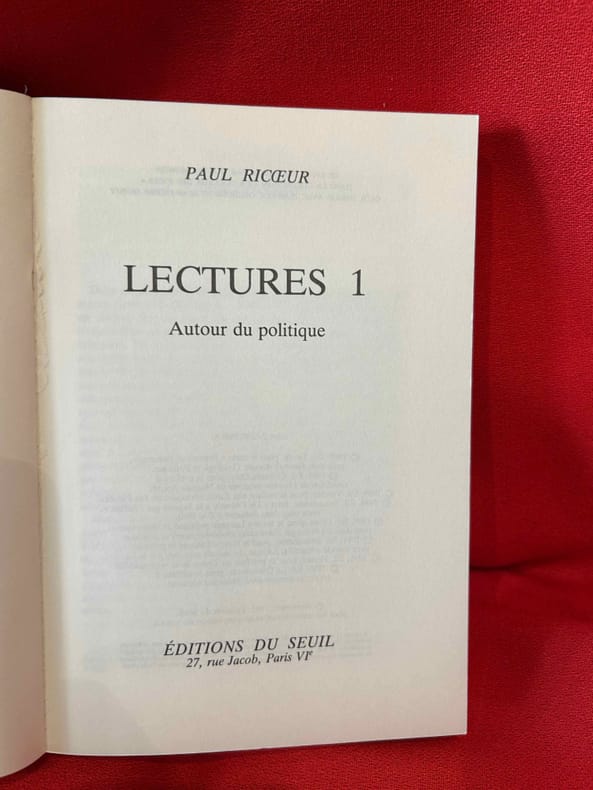 PAUL RICŒUR
LECTURES 1
Autour du politique
ÉDITIONS DU SEUIL
27, rue Jacob, Paris VIe